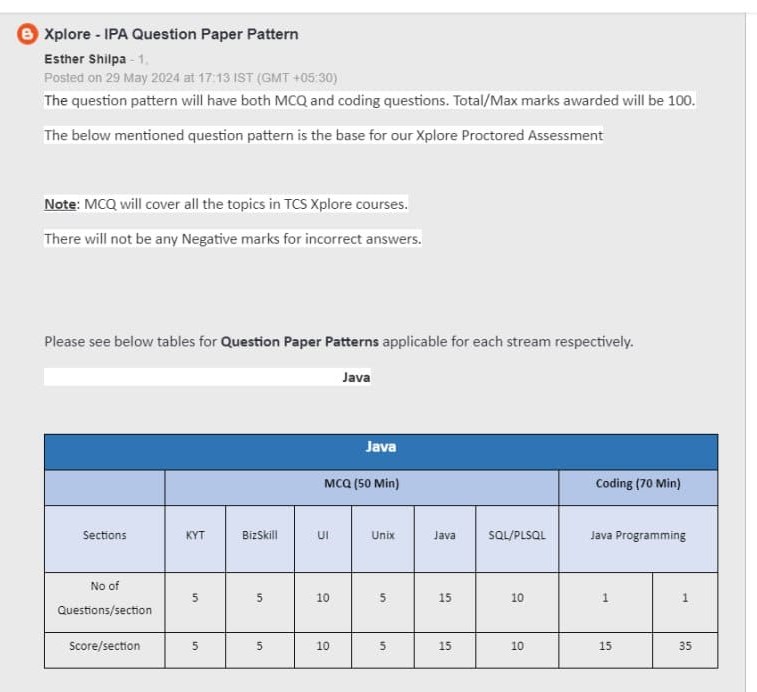 B Xplore - IPA Question Paper Pattern
Esther Shilpa - 1,
Posted on 29 May 2024 at 17:13 IST (GMT +05:30)
The question pattern will have both MCQ and coding questions. Total/Max marks awarded will be 100.
The below mentioned question pattern is the base for our Xplore Proctored Assessment
Note: MCQ will cover all the topics in TCS Xplore courses.
There will not be any Negative marks for incorrect answers.
Please see below tables for Question Paper Patterns applicable for each stream respectively.
Java
Java
MCQ (50 Min) Coding (70 Min)
Sections KYT BizSkill UI Unix Java SQL/PLSQL Java Programming
No of
Questions/section 5 5 10 5 15 10 1 1
Score/section 5 5 10 5 15 10 15 35